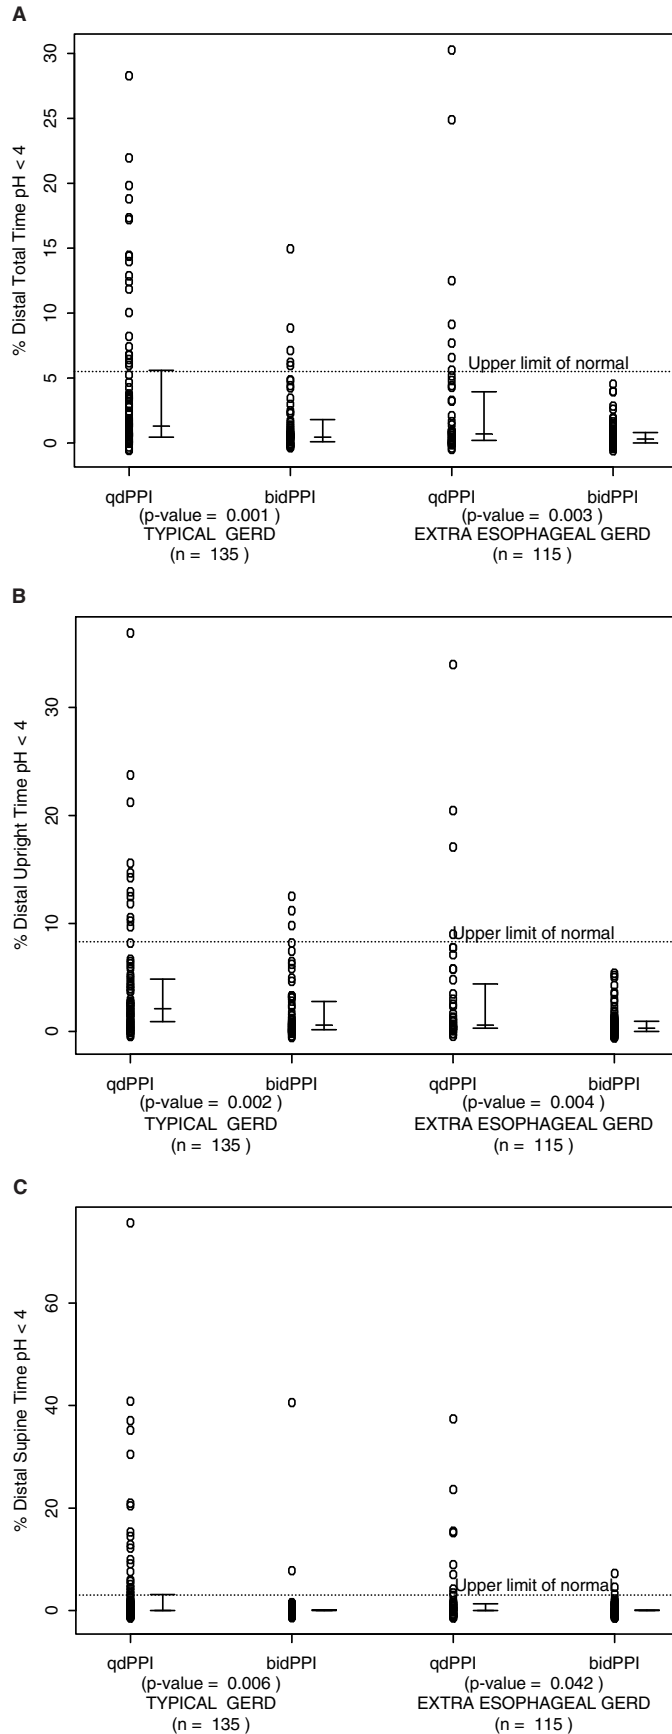 A
% Distal Total Time pH < 4
30
25
20
15
10
5
0
Upper limit of normal
qdPPI bidPPI qdPPI bidPPI
(p-value = 0.001 ) (p-value = 0.003 )
TYPICAL GERD EXTRA ESOPHAGEAL GERD
(n = 135 ) (n = 115 )
B
% Distal Upright Time pH < 4
30
20
10
0
Upper limit of normal
qdPPI bidPPI qdPPI bidPPI
(p-value = 0.002 ) (p-value = 0.004 )
TYPICAL GERD EXTRA ESOPHAGEAL GERD
(n = 135 ) (n = 115 )
C
% Distal Supine Time pH < 4
60
40
20
0
Upper limit of normal
qdPPI bidPPI qdPPI bidPPI
(p-value = 0.006 ) (p-value = 0.042 )
TYPICAL GERD EXTRA ESOPHAGEAL GERD
(n = 135 ) (n = 115 )